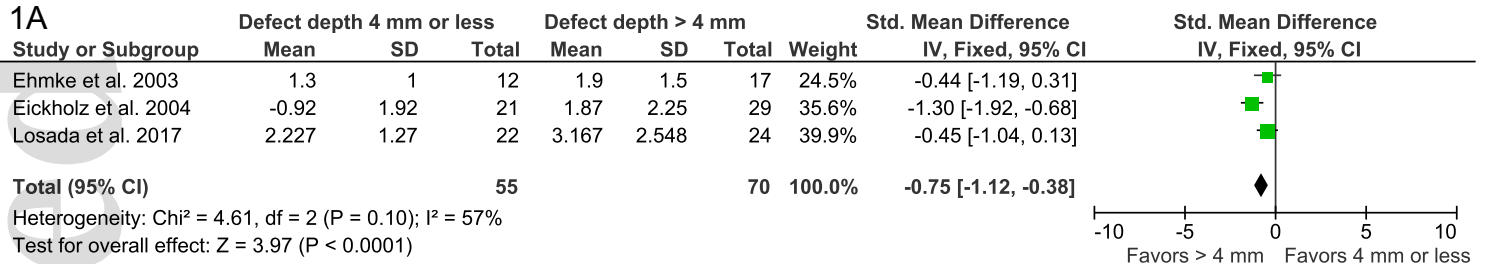 1A
Defect depth 4 mm or less Defect depth > 4 mm Std. Mean Difference Std. Mean Difference
Study or Subgroup Mean SD Total Mean SD Total Weight IV, Fixed, 95% CI IV, Fixed, 95% CI
Ehmke et al. 2003 1.3 1 12 1.9 1.5 17 24.5% -0.44 [-1.19, 0.31]
Eickholz et al. 2004 -0.92 1.92 21 1.87 2.25 29 35.6% -1.30 [-1.92, -0.68]
Losada et al. 2017 2.227 1.27 22 3.167 2.548 24 39.9% -0.45 [-1.04, 0.13]
Total (95% CI) 55 70 100.0% -0.75 [-1.12, -0.38]
Heterogeneity: Chi² = 4.61, df = 2 (P = 0.10); I² = 57%
Test for overall effect: Z = 3.97 (P < 0.0001)
-10 -5 0 5 10
Favors > 4 mm Favors 4 mm or less